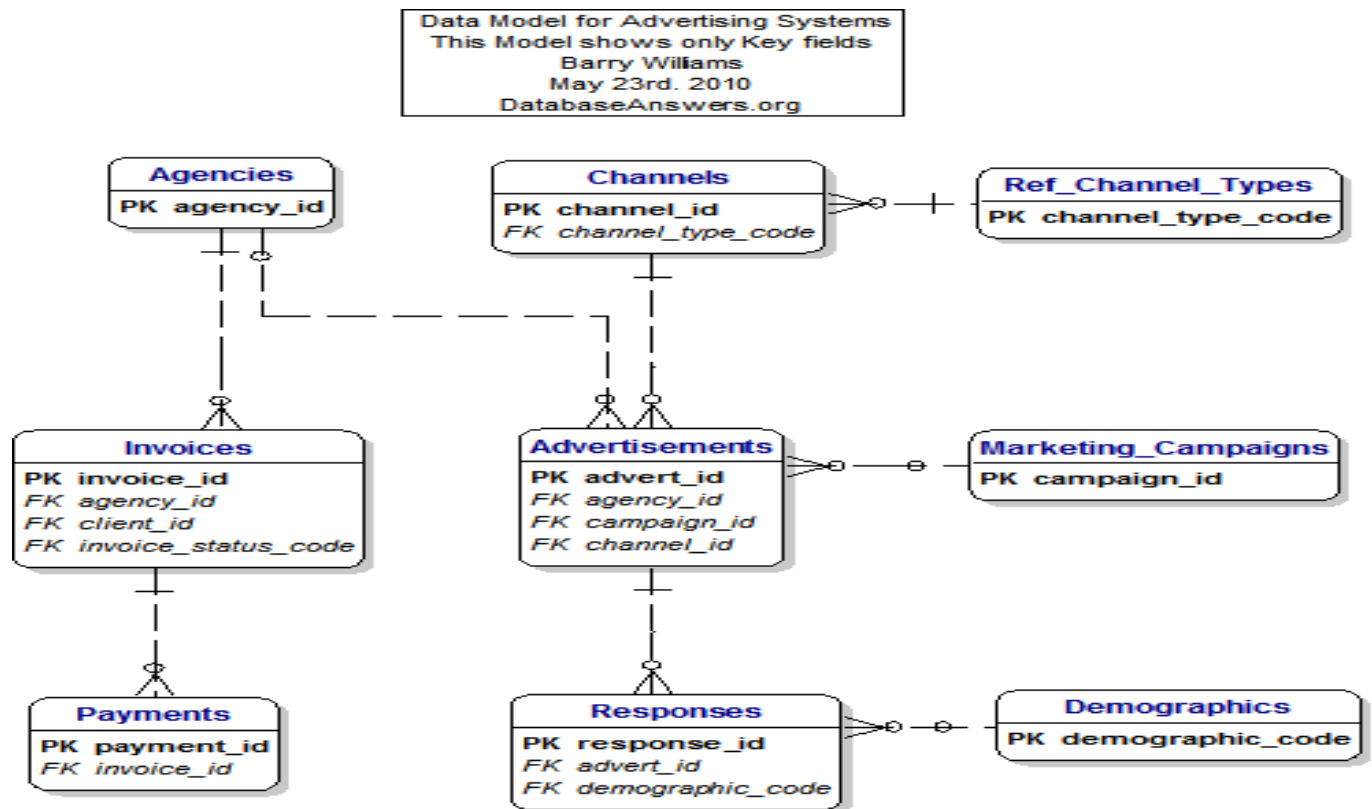 Data Model for Advertising Systems
This Model shows only Key fields
Barry Williams
May 23rd. 2010
DatabaseAnswers.org
Agencies
PK agency_id
Channels
PK channel_id
FK channel_type_code
Ref_Channel_Types
PK channel_type_code
Invoices
PK invoice_id
FK agency_id
FK client_id
FK invoice_status_code
Advertisements
PK advert_id
FK agency_id
FK campaign_id
FK channel_id
Marketing_Campaigns
PK campaign_id
Payments
PK payment_id
FK invoice_id
Responses
PK response_id
FK advert_id
FK demographic_code
Demographics
PK demographic_code